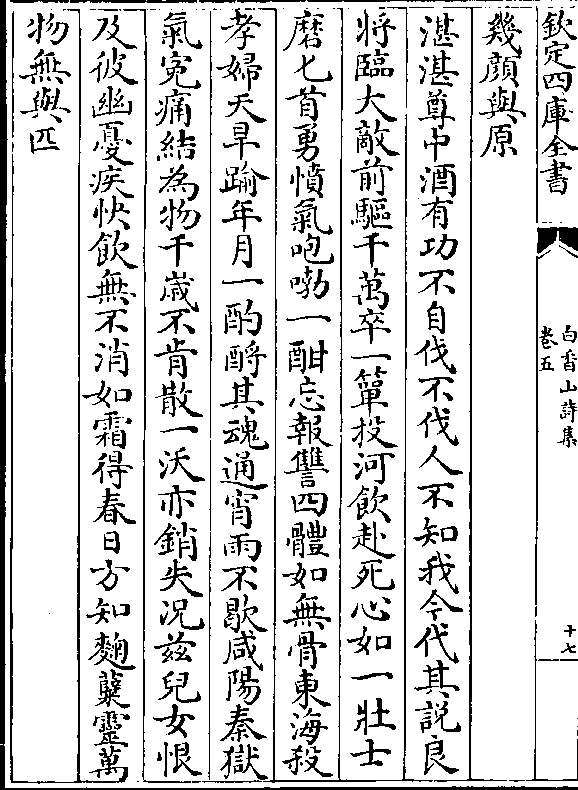 欽定四庫全書
白香山詩集
卷五
十七
幾顔與原
湛湛尊中酒有功不自伐不伐人不知我今代其説良
將臨大敵前驅千萬卒一簞投河飲赴死心如一壯士
磨匕首勇憤氣咆㘄一酣忘報讐四體如無骨東海殺
孝婦天旱踰年月一酌酹其魂通宵雨不歇咸陽秦獄
氣寃痛結為物千嵗不肯散一沃亦銷失况兹兒女恨
及彼幽憂疾快飲無不消如霜得春日方知麴糵靈萬
物無與匹